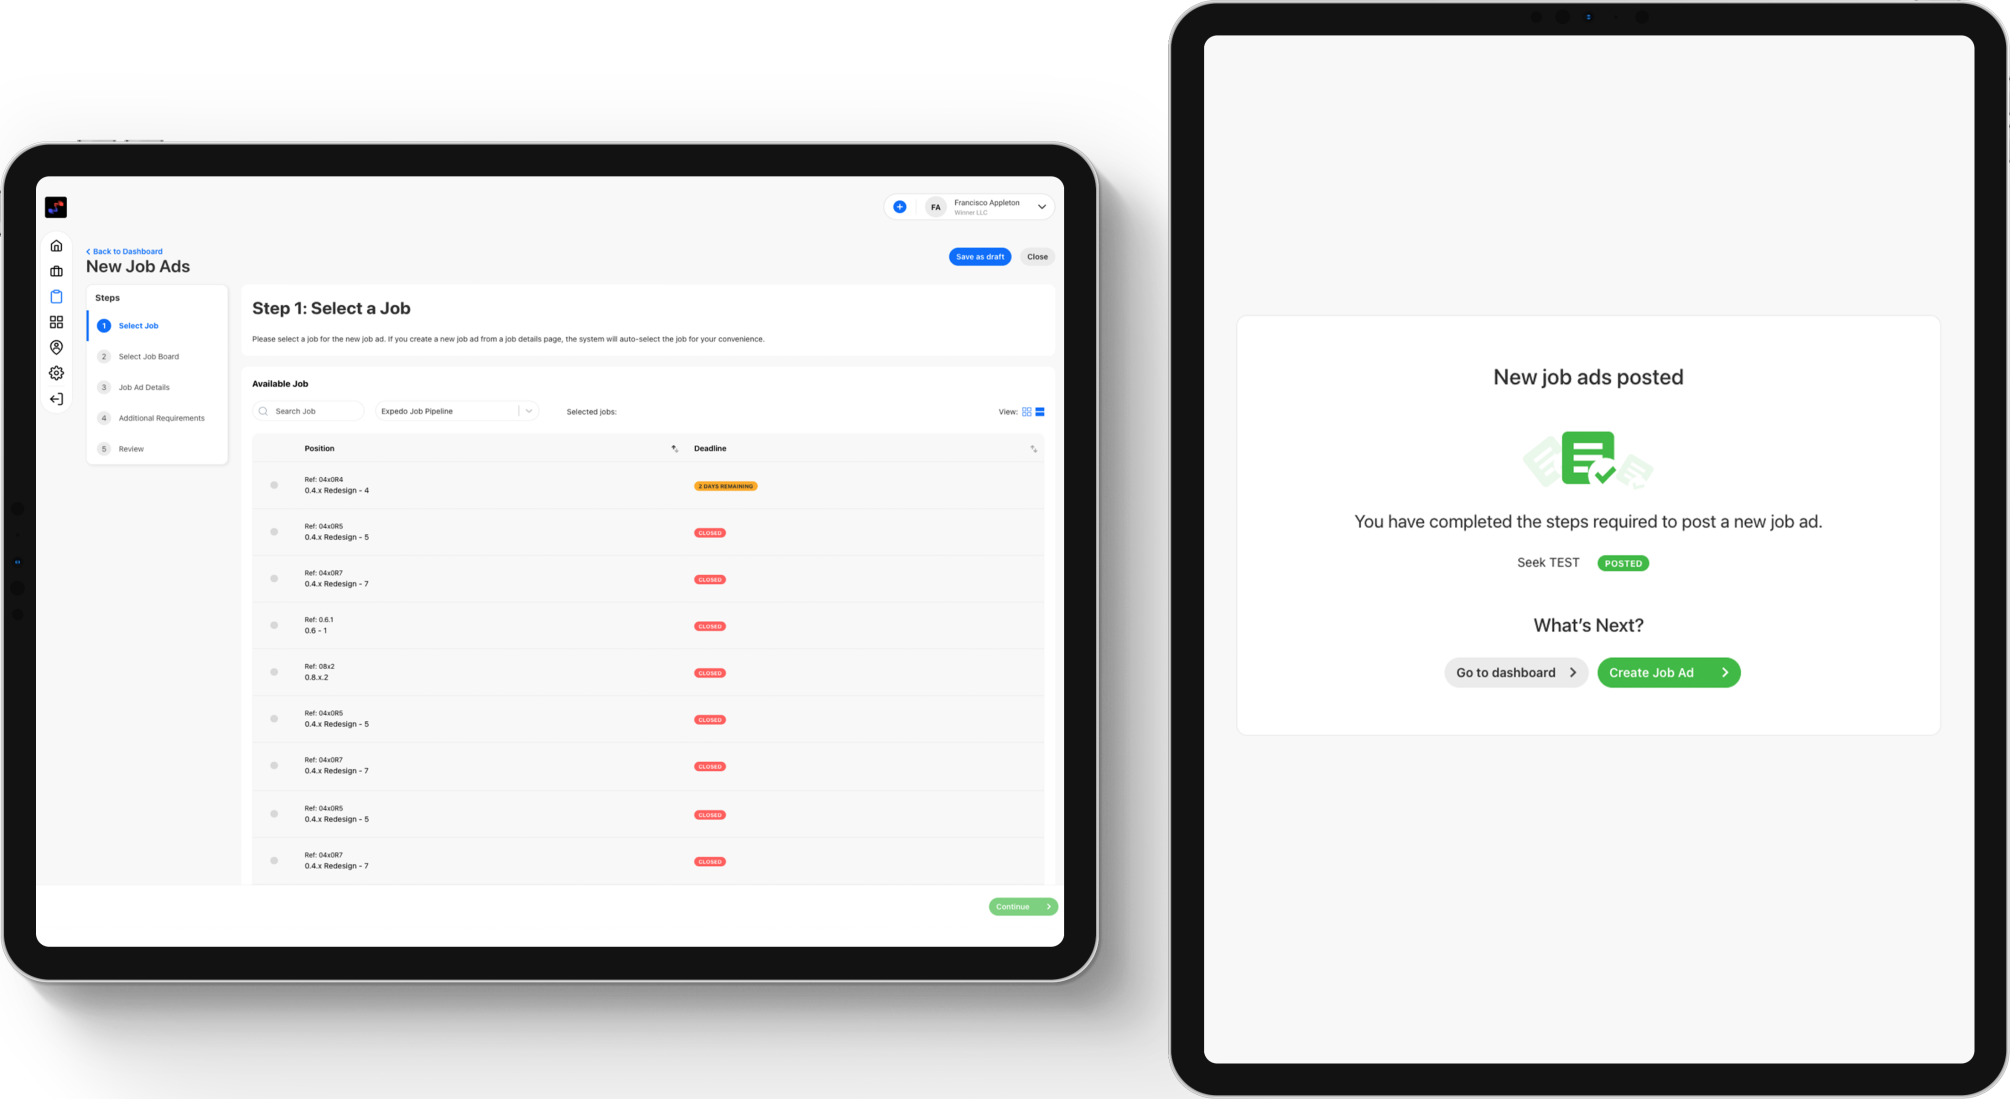 FA
Francisco Appleton
Winner LLC
Back to Dashboard
New Job Ads
Save as draft
Close
Steps
1 Select Job
2 Select Job Board
3 Job Ad Details
4 Additional Requirements
5 Review
Step 1: Select a Job
Please select a job for the new job ad. If you create a new job ad from a job details page, the system will auto-select the job for your convenience.
Available Job
Search Job
Expedo Job Pipeline
Selected jobs:
View:
Position
Deadline
Ref: 04x0R4
0.4.x Redesign - 4
2 DAYS REMAINING
Ref: 04x0R5
0.4.x Redesign - 5
CLOSED
Ref: 04x0R7
0.4.x Redesign - 7
CLOSED
Ref: 0.6.1
0.6 - 1
CLOSED
Ref: 08x2
0.8.x.2
CLOSED
Ref: 04x0R5
0.4.x Redesign - 5
CLOSED
Ref: 04x0R7
0.4.x Redesign - 7
CLOSED
Ref: 04x0R5
0.4.x Redesign - 5
CLOSED
Ref: 04x0R7
0.4.x Redesign - 7
CLOSED
Continue
New job ads posted
You have completed the steps required to post a new job ad.
Seek TEST
POSTED
What's Next?
Go to dashboard
Create Job Ad